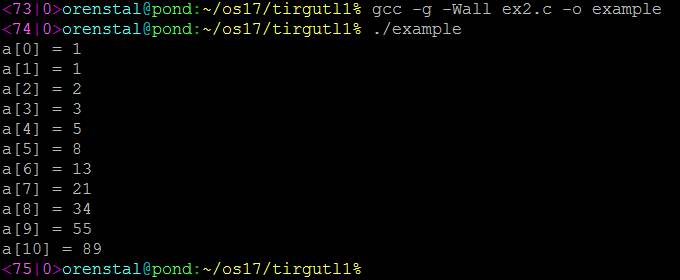 <73|0>orenstal@pond:~/os17/tirgutl1% gcc -g -Wall ex2.c -o example
<74|0>orenstal@pond:~/os17/tirgutl1% ./example
a[0] = 1
a[1] = 1
a[2] = 2
a[3] = 3
a[4] = 5
a[5] = 8
a[6] = 13
a[7] = 21
a[8] = 34
a[9] = 55
a[10] = 89
<75|0>orenstal@pond:~/os17/tirgutl1%